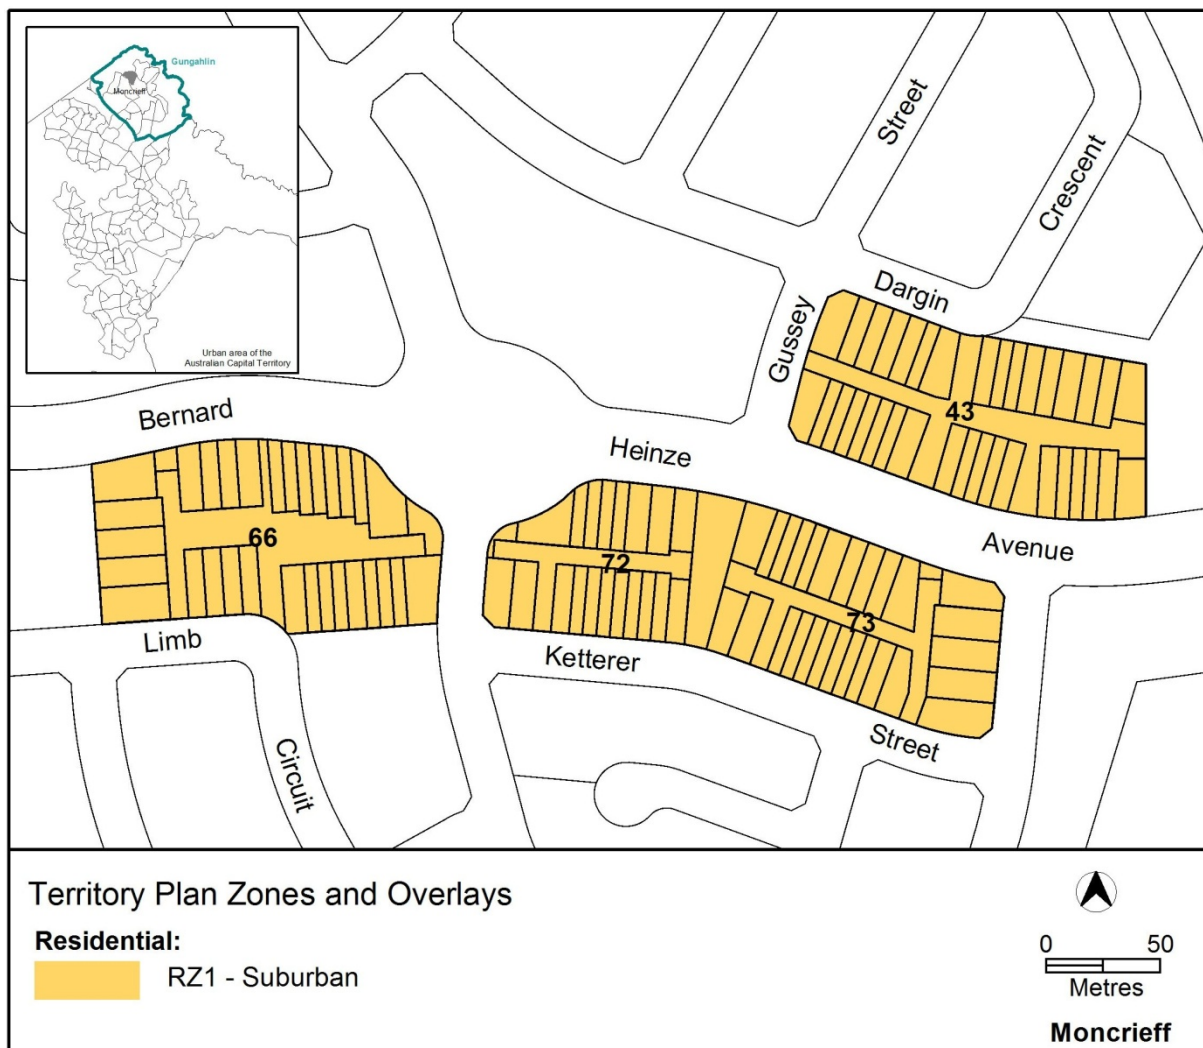 Gungahlin
Moncrieff
Urban area of the
Australian Capital Territory
Street
Crescent
Dargin
Gussey
43
Bernard
Heinze
Avenue
66
72
73
Limb
Ketterer
Street
Circuit
Territory Plan Zones and Overlays
Residential:
RZ1 - Suburban
0 50
Metres
Moncrieff